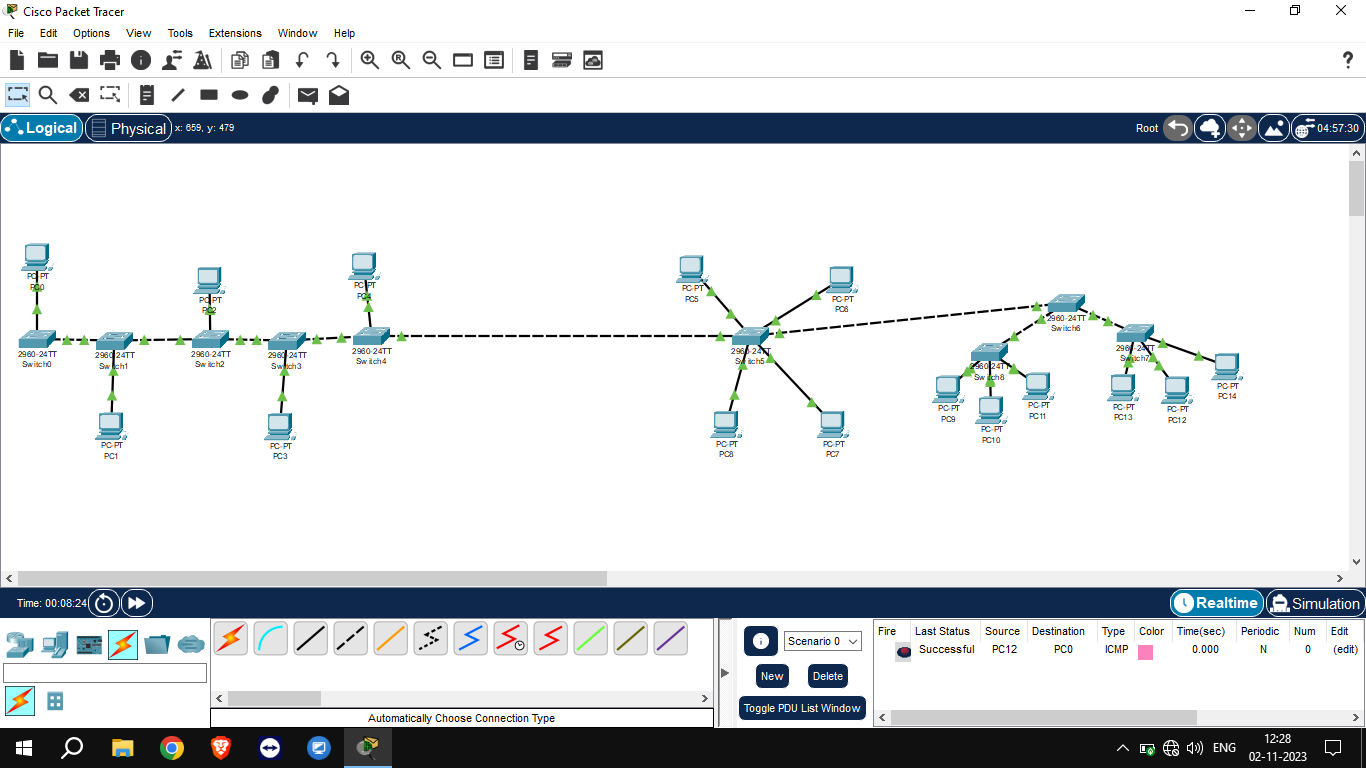 Cisco Packet Tracer
File Edit Options View Tools Extensions Window Help
Logical Physical x: 659, y: 479 Root 04:57:30
PC-PT
PC0
PC-PT
PC2
PC-PT
PC4
PC-PT
PC5
PC-PT
PC6
2960-24TT
Switch0
2960-24TT
Switch1
2960-24TT
Switch2
2960-24TT
Switch3
2960-24TT
Switch4
2960-24TT
Switch5
2960-24TT
Switch6
2960-24TT
Switch7
2960-24TT
Switch8
PC-PT
PC9
PC-PT
PC10
PC-PT
PC11
PC-PT
PC13
PC-PT
PC12
PC-PT
PC14
PC-PT
PC1
PC-PT
PC3
PC-PT
PC8
PC-PT
PC7
Time: 00:08:24 Realtime Simulation
Scenario 0
New Delete
Toggle PDU List Window
Fire Last Status Source Destination Type Color Time(sec) Periodic Num Edit
Successful PC12 PC0 ICMP 0.000 N 0 (edit)
Automatically Choose Connection Type
ENG 12:28
02-11-2023